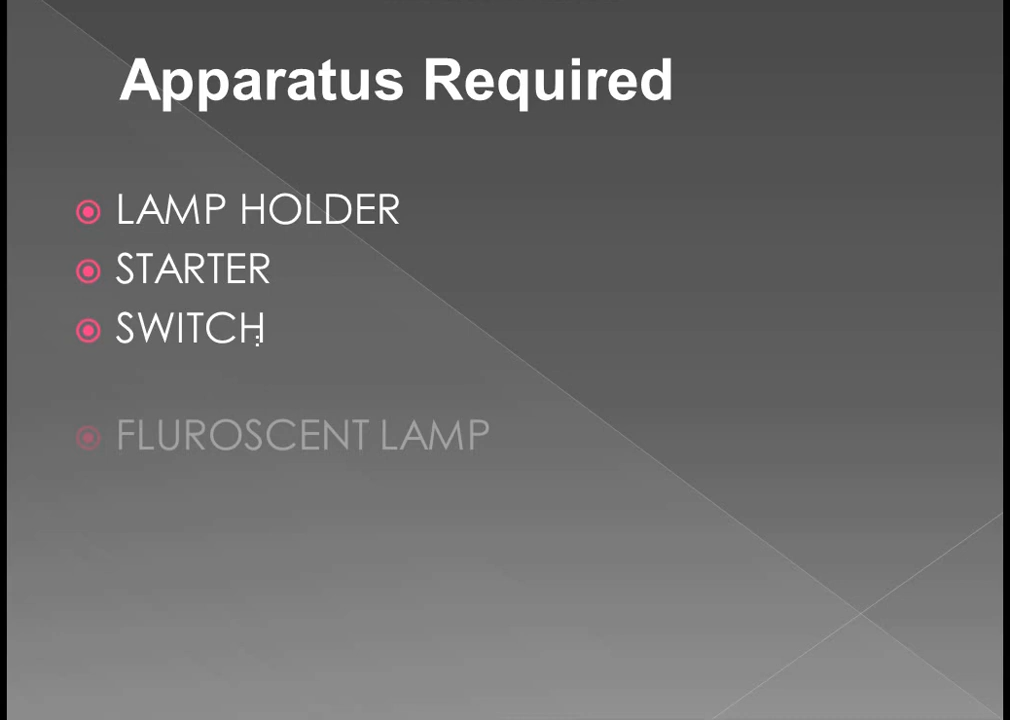 Apparatus Required
LAMP HOLDER
STARTER
SWITCH
FLUROSCENT LAMP